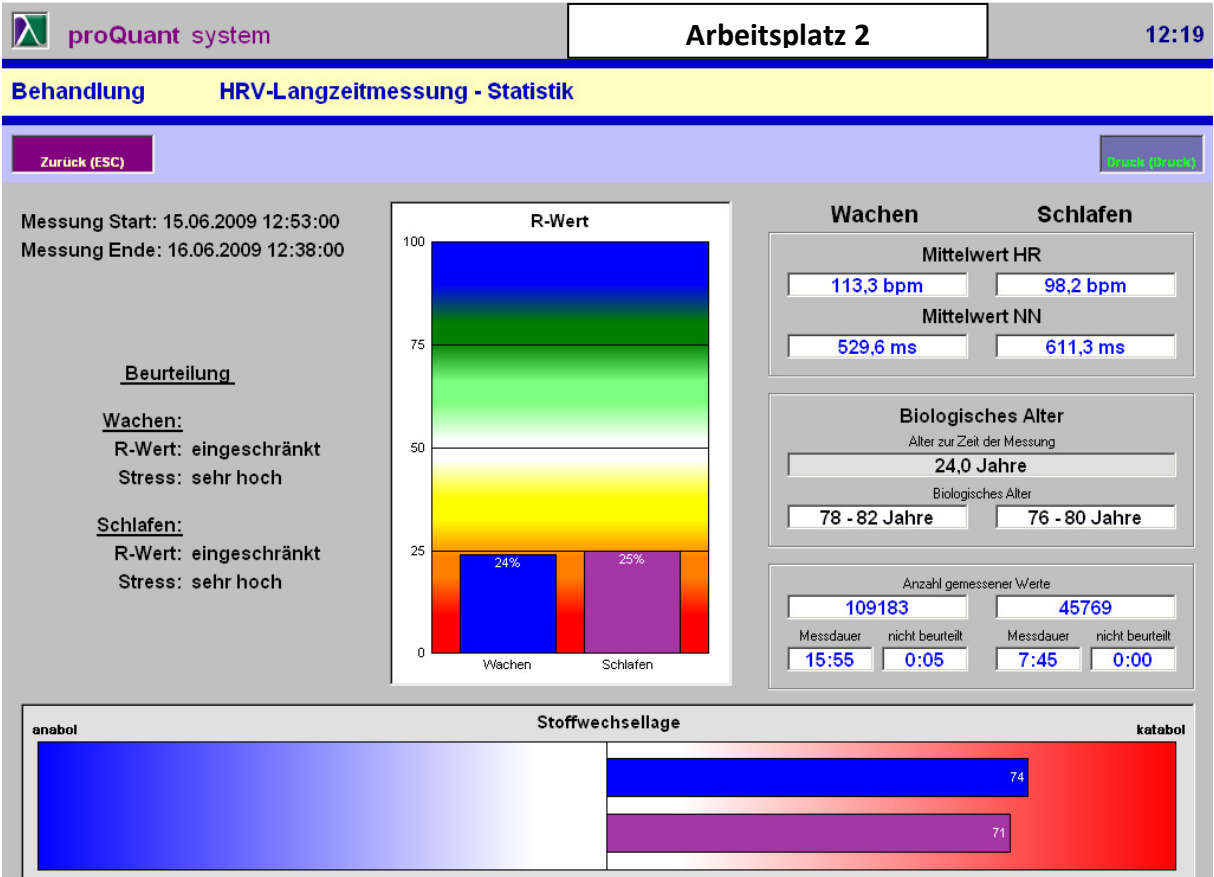 proQuant system
Arbeitsplatz 2
12:19
Behandlung HRV-Langzeitmessung - Statistik
Zurück (ESC)
Druck (Druck)
Messung Start: 15.06.2009 12:53:00
Messung Ende: 16.06.2009 12:38:00
Beurteilung
Wachen:
R-Wert: eingeschränkt
Stress: sehr hoch
Schlafen:
R-Wert: eingeschränkt
Stress: sehr hoch
R-Wert
100
75
50
25
0
24%
25%
Wachen Schlafen
Wachen Schlafen
Mittelwert HR
113,3 bpm 98,2 bpm
Mittelwert NN
529,6 ms 611,3 ms
Biologisches Alter
Alter zur Zeit der Messung
24,0 Jahre
Biologisches Alter
78 - 82 Jahre 76 - 80 Jahre
Anzahl gemessener Werte
109183 45769
Messdauer nicht beurteilt Messdauer nicht beurteilt
15:55 0:05 7:45 0:00
Stoffwechsellage
anabol katabol
74
71